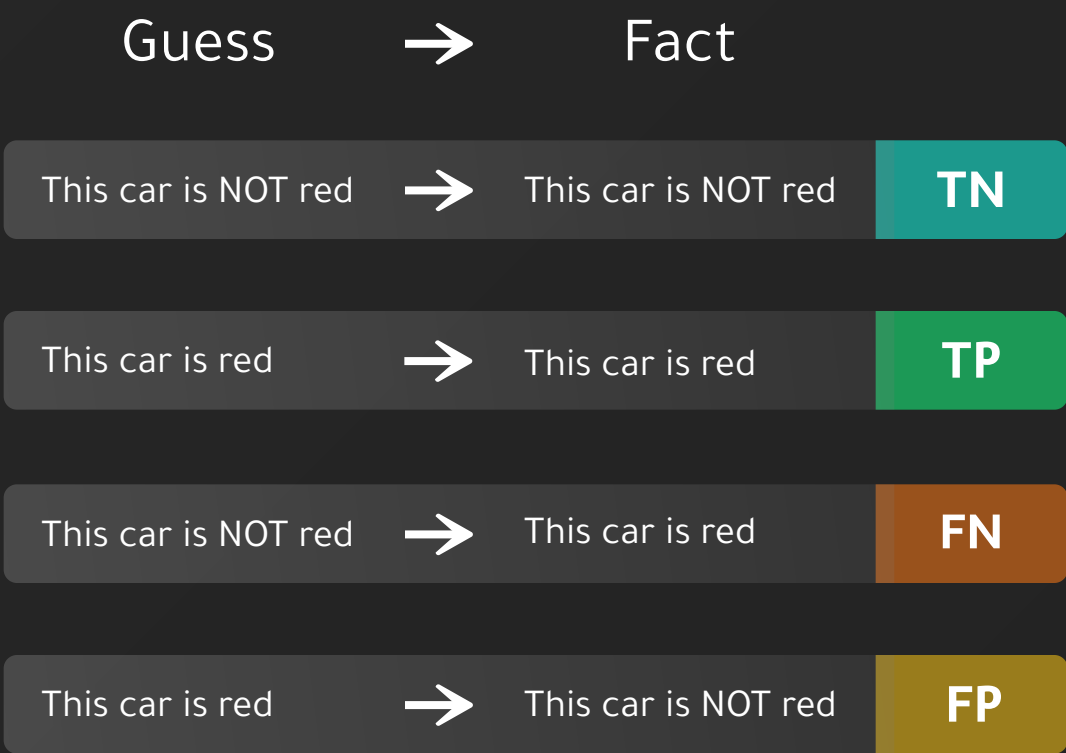 Guess → Fact
This car is NOT red → This car is NOT red TN
This car is red → This car is red TP
This car is NOT red → This car is red FN
This car is red → This car is NOT red FP